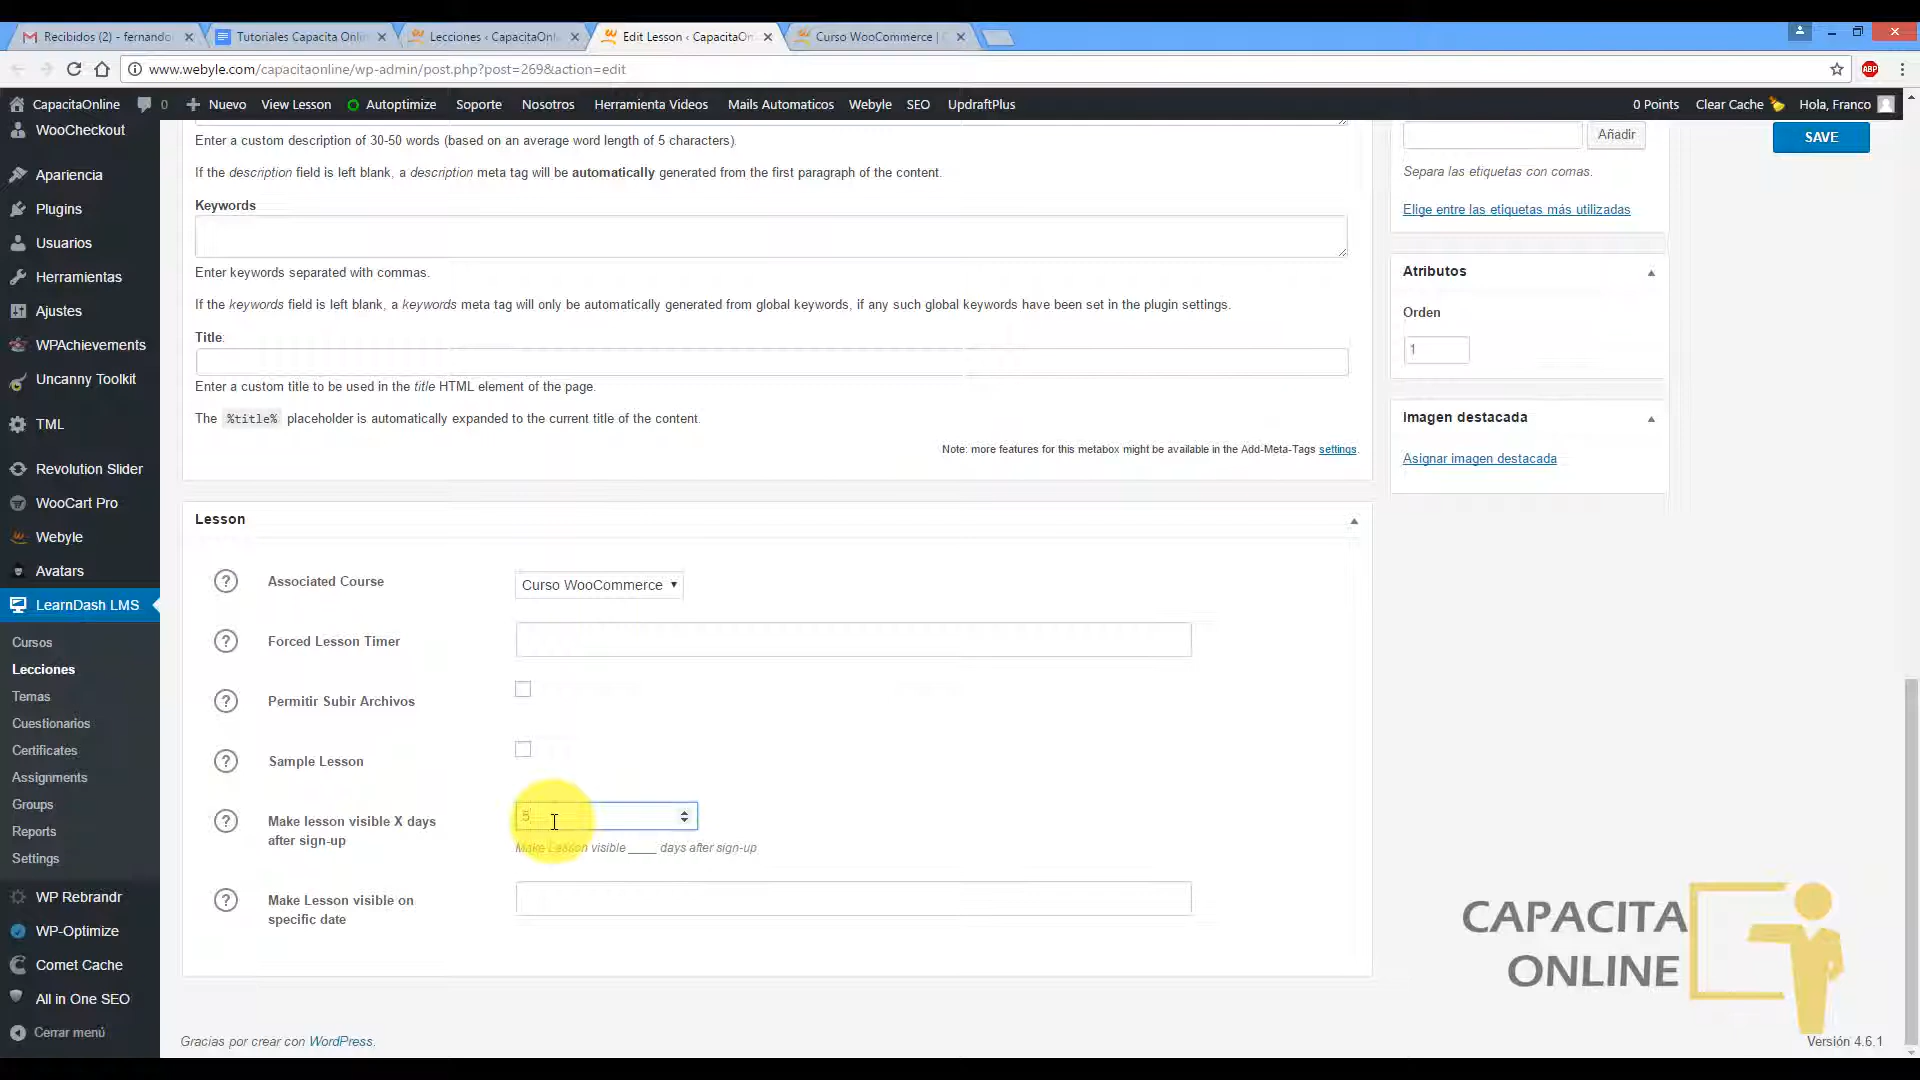 Recibidos (2) - fernando
Tutoriales Capacita Onli
Lecciones ‹ CapacitaOnli
Edit Lesson ‹ CapacitaOn
Curso WooCommerce |
www.webyle.com/capacitaonline/wp-admin/post.php?post=269&action=edit
ABP
CapacitaOnline
0
Nuevo
View Lesson
Autoptimize
Soporte
Nosotros
Herramienta Videos
Mails Automaticos
Webyle
SEO
UpdraftPlus
0 Points
Clear Cache
Hola, Franco
WooCheckout
Apariencia
Plugins
Usuarios
Herramientas
Ajustes
WPAchievements
Uncanny Toolkit
TML
Revolution Slider
WooCart Pro
Webyle
Avatars
LearnDash LMS
Cursos
Lecciones
Temas
Cuestionarios
Certificates
Assignments
Groups
Reports
Settings
WP Rebrandr
WP-Optimize
Comet Cache
All in One SEO
Cerrar menú
Enter a custom description of 30-50 words (based on an average word length of 5 characters).
If the description field is left blank, a description meta tag will be automatically generated from the first paragraph of the content.
Keywords
Enter keywords separated with commas.
If the keywords field is left blank, a keywords meta tag will only be automatically generated from global keywords, if any such global keywords have been set in the plugin settings.
Title:
Enter a custom title to be used in the title HTML element of the page.
The %title% placeholder is automatically expanded to the current title of the content.
Note: more features for this metabox might be available in the Add-Meta-Tags settings.
Lesson
? Associated Course
Curso WooCommerce
? Forced Lesson Timer
? Permitir Subir Archivos
? Sample Lesson
? Make lesson visible X days
after sign-up
5
Make Lesson visible ____ days after sign-up
? Make Lesson visible on
specific date
Añadir
Separa las etiquetas con comas.
Elige entre las etiquetas más utilizadas
Atributos
Orden
1
Imagen destacada
Asignar imagen destacada
SAVE
CAPACITA
ONLINE
Gracias por crear con WordPress.
Versión 4.6.1